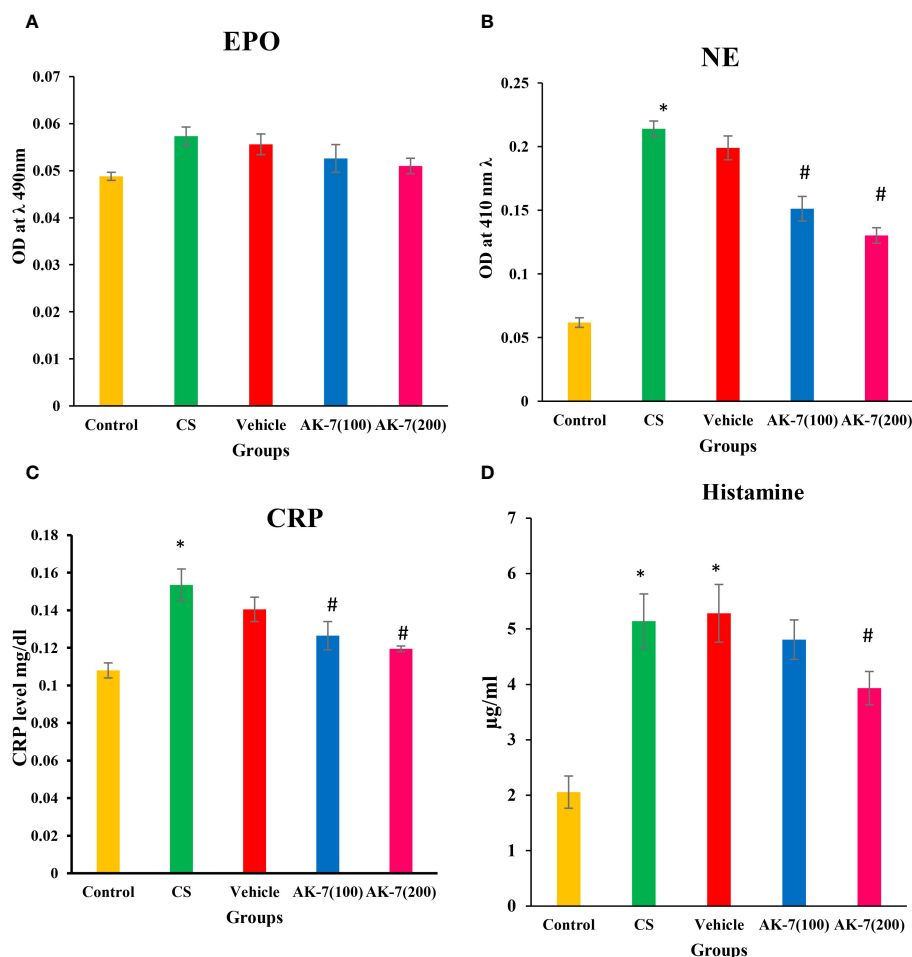 A
EPO
OD at λ 490nm
0.07
0.06
0.05
0.04
0.03
0.02
0.01
0
Control CS Vehicle AK-7(100) AK-7(200)
Groups
B
NE
OD at 410 nm λ
0.25
0.2
0.15
0.1
0.05
0
*
#
#
Control CS Vehicle AK-7(100) AK-7(200)
Groups
C
CRP
CRP level mg/dl
0.18
0.16
0.14
0.12
0.1
0.08
0.06
0.04
0.02
0
*
#
#
Control CS Vehicle AK-7(100) AK-7(200)
Groups
D
Histamine
µg/ml
7
6
5
4
3
2
1
0
*
*
#
Control CS Vehicle AK-7(100) AK-7(200)
Groups